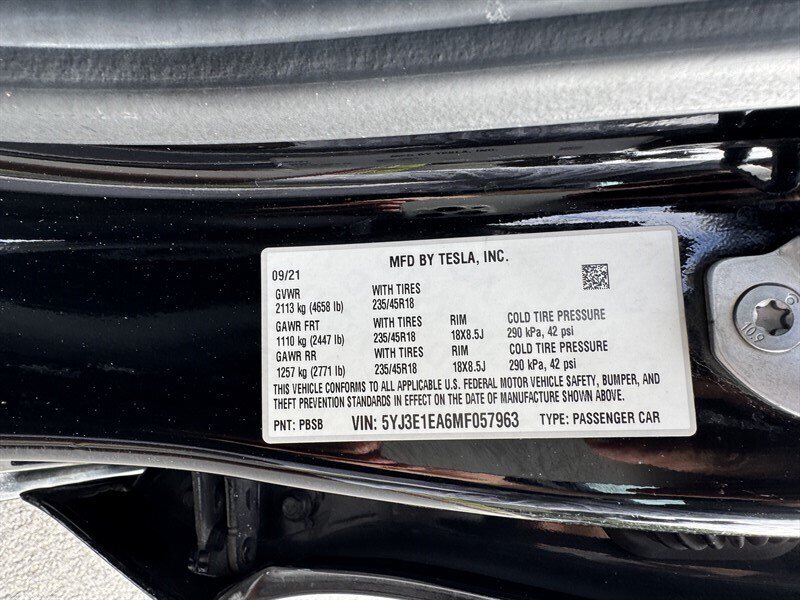 MFD BY TESLA, INC.
09/21
GVWR WITH TIRES
2113 kg (4658 lb) 235/45R18
GAWR FRT WITH TIRES RIM COLD TIRE PRESSURE
1110 kg (2447 lb) 235/45R18 18X8.5J 290 kPa, 42 psi
GAWR RR WITH TIRES RIM COLD TIRE PRESSURE
1257 kg (2771 lb) 235/45R18 18X8.5J 290 kPa, 42 psi
THIS VEHICLE CONFORMS TO ALL APPLICABLE U.S. FEDERAL MOTOR VEHICLE SAFETY, BUMPER, AND
THEFT PREVENTION STANDARDS IN EFFECT ON THE DATE OF MANUFACTURE SHOWN ABOVE.
PNT: PBSB VIN: 5YJ3E1EA6MF057963 TYPE: PASSENGER CAR
10.9